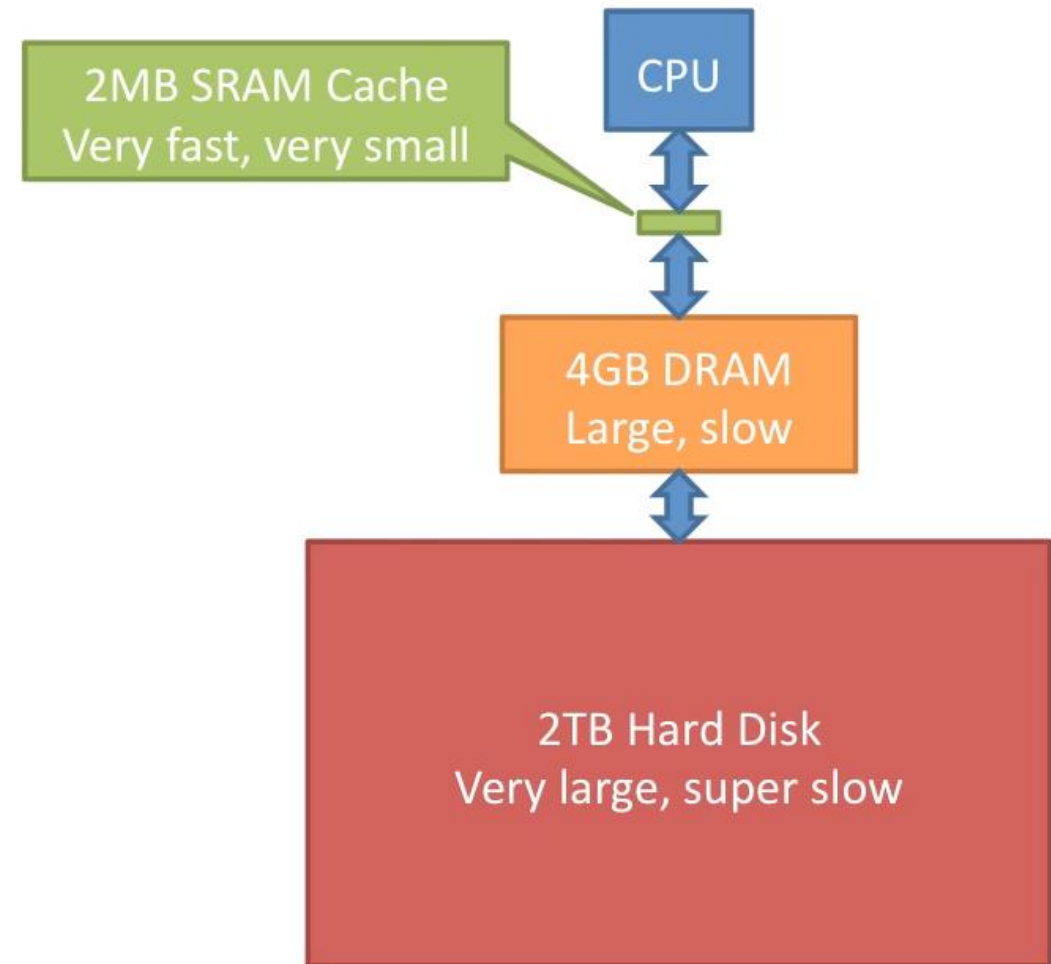 2MB SRAM Cache
Very fast, very small
CPU
4GB DRAM
Large, slow
2TB Hard Disk
Very large, super slow